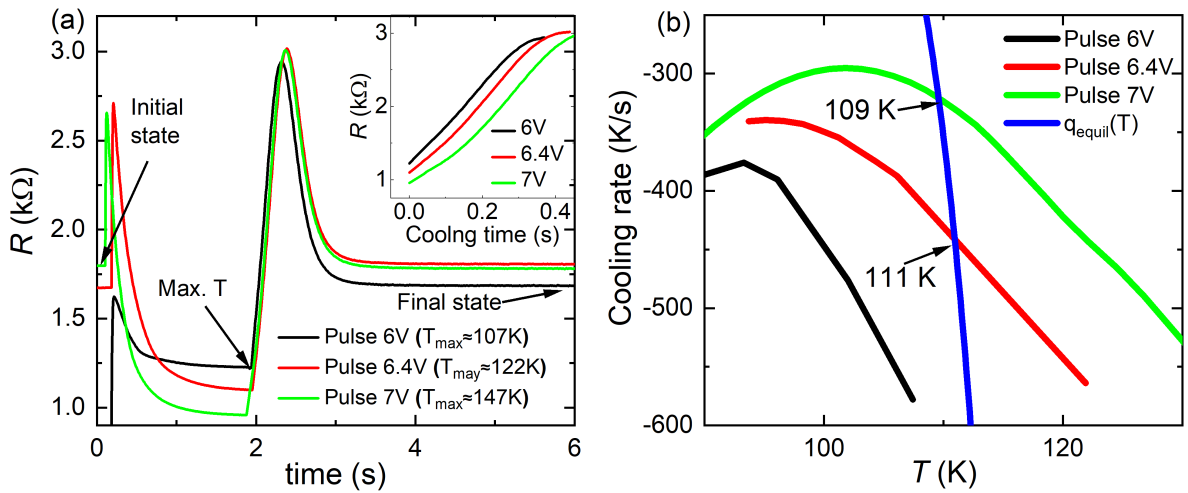 (a)
R (kΩ)
3.0
2.5
2.0
1.5
1.0
0
2
4
6
time (s)
Initial
state
Max. T
Final state
Pulse 6V (Tmax≈107K)
Pulse 6.4V (Tmay≈122K)
Pulse 7V (Tmax≈147K)
R (kΩ)
3
2
1
0.0
0.2
0.4
Coolng time (s)
6V
6.4V
7V
(b)
Cooling rate (K/s)
-300
-400
-500
-600
100
120
T (K)
Pulse 6V
Pulse 6.4V
Pulse 7V
qequil(T)
109 K
111 K